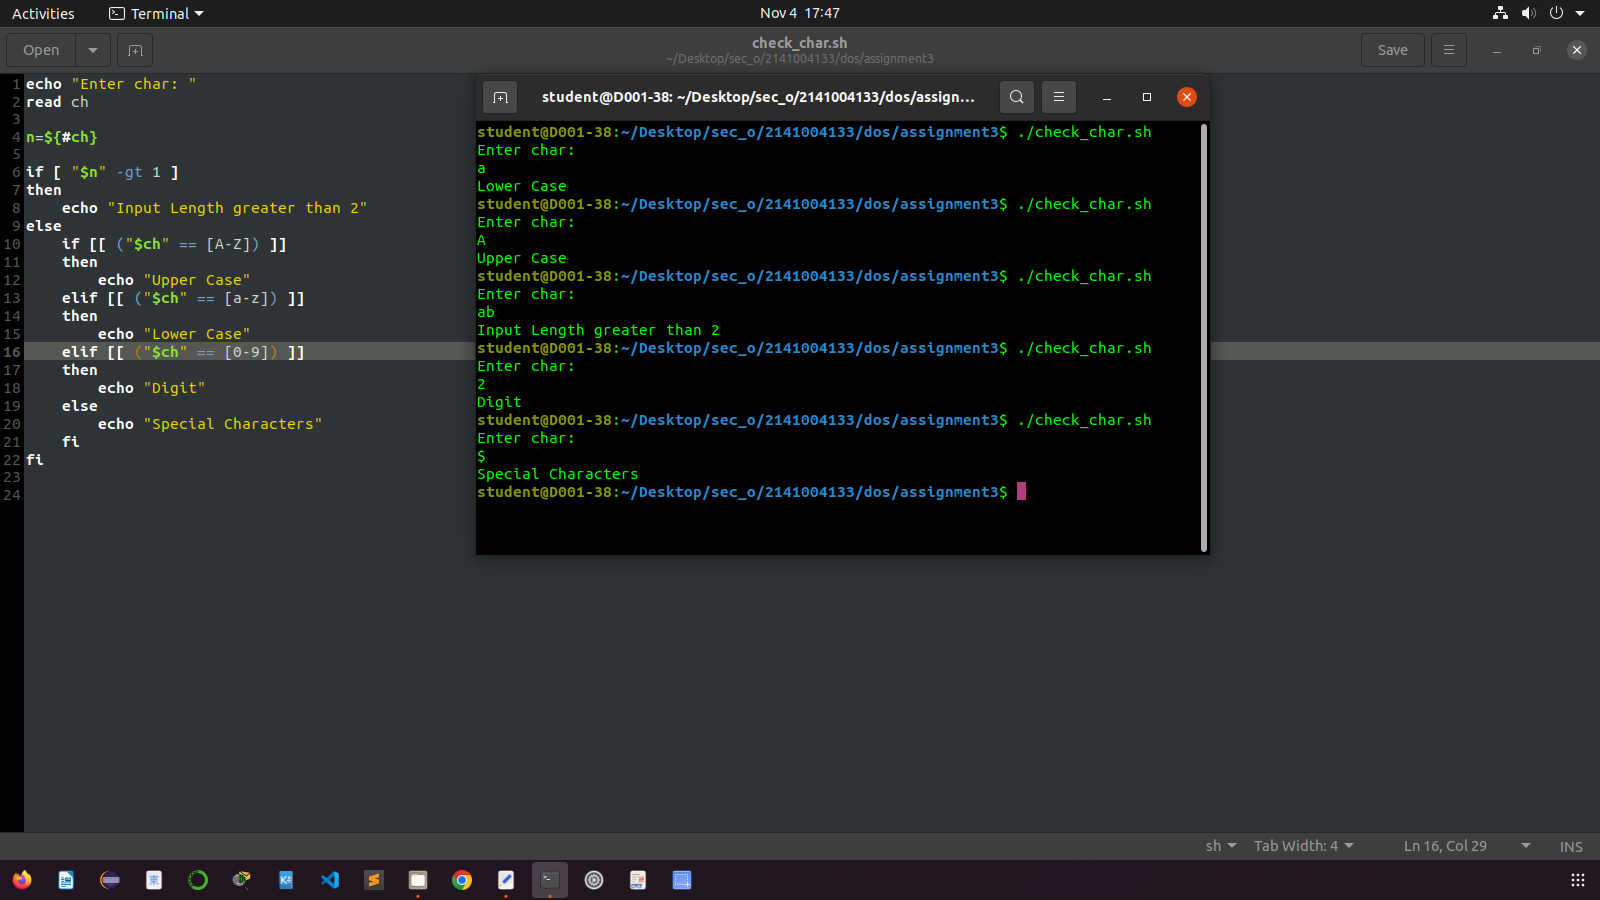 Activities Terminal Nov 4 17:47
Open check_char.sh Save
~/Desktop/sec_o/2141004133/dos/assignment3
1 echo "Enter char: "
2 read ch
3
4 n=${#ch}
5
6 if [ "$n" -gt 1 ]
7 then
8     echo "Input Length greater than 2"
9 else
10     if [[ ("$ch" == [A-Z]) ]]
11     then
12         echo "Upper Case"
13     elif [[ ("$ch" == [a-z]) ]]
14     then
15         echo "Lower Case"
16     elif [[ ("$ch" == [0-9]) ]]
17     then
18         echo "Digit"
19     else
20         echo "Special Characters"
21     fi
22 fi
23
24
student@D001-38: ~/Desktop/sec_o/2141004133/dos/assign...
student@D001-38:~/Desktop/sec_o/2141004133/dos/assignment3$ ./check_char.sh
Enter char:
a
Lower Case
student@D001-38:~/Desktop/sec_o/2141004133/dos/assignment3$ ./check_char.sh
Enter char:
A
Upper Case
student@D001-38:~/Desktop/sec_o/2141004133/dos/assignment3$ ./check_char.sh
Enter char:
ab
Input Length greater than 2
student@D001-38:~/Desktop/sec_o/2141004133/dos/assignment3$ ./check_char.sh
Enter char:
2
Digit
student@D001-38:~/Desktop/sec_o/2141004133/dos/assignment3$ ./check_char.sh
Enter char:
$
Special Characters
student@D001-38:~/Desktop/sec_o/2141004133/dos/assignment3$
sh Tab Width: 4 Ln 16, Col 29 INS